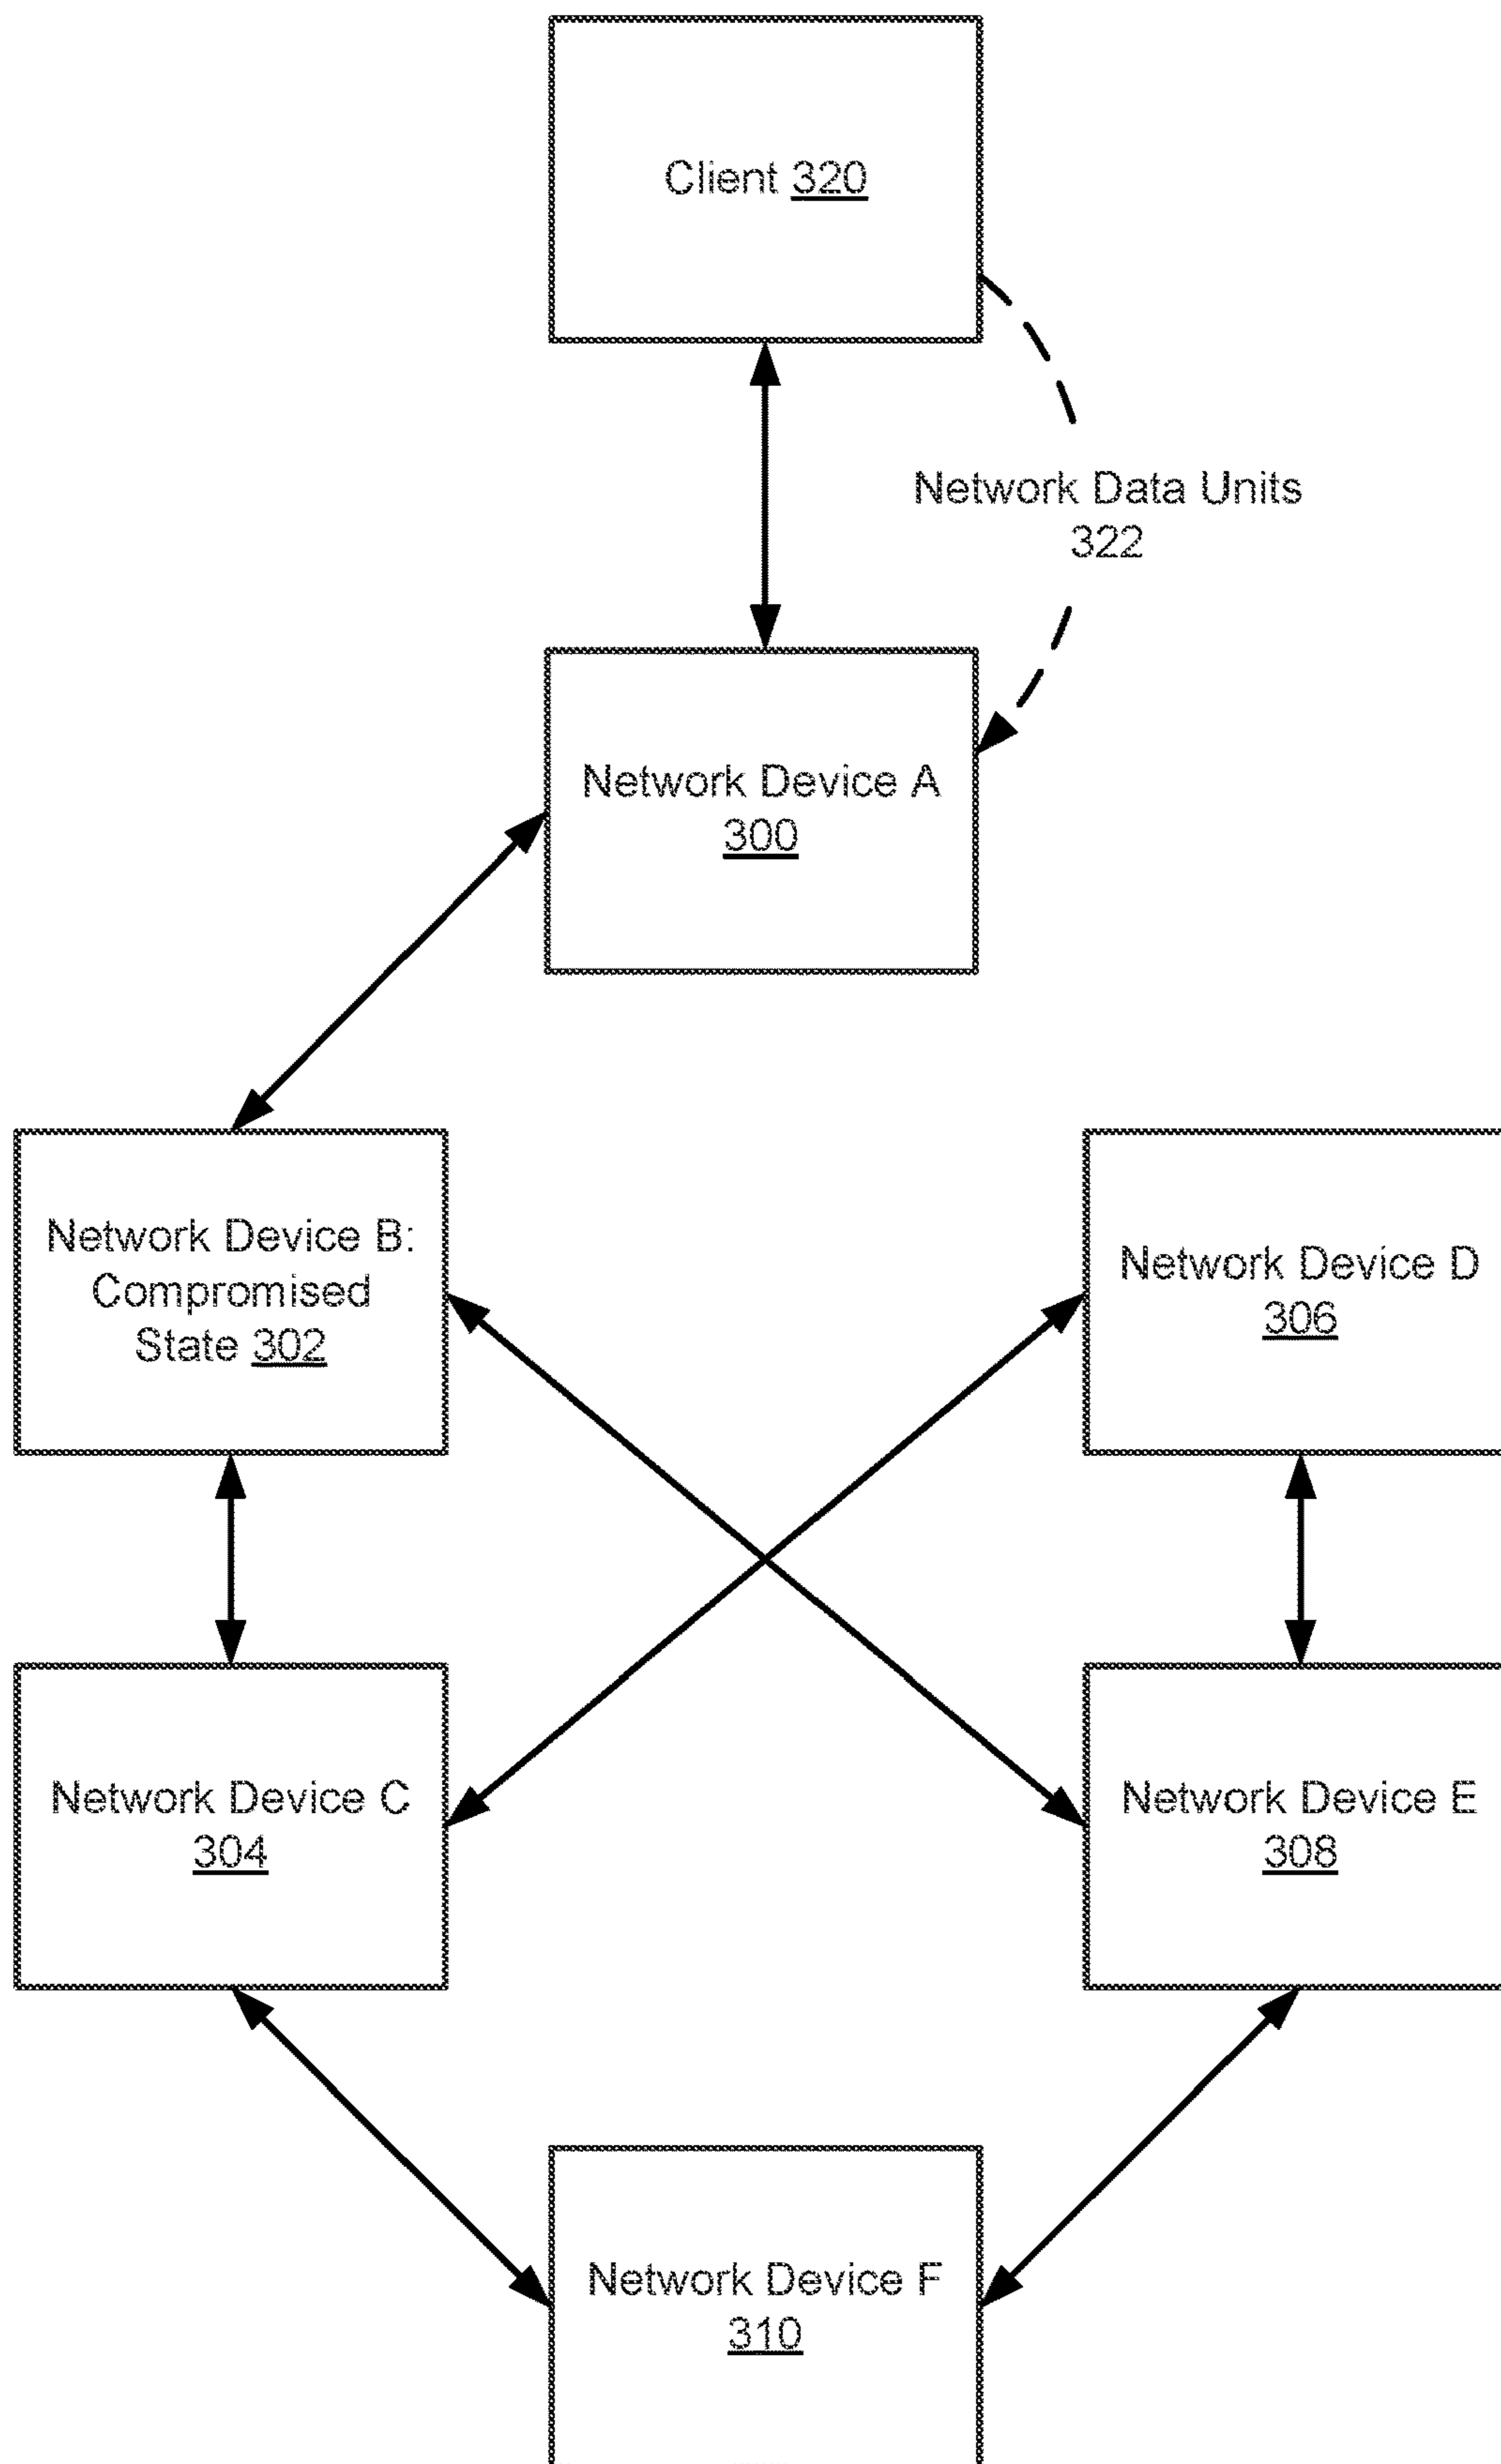 Client 320
Network Data Units
322
Network Device A
300
Network Device B:
Compromised
State 302
Network Device D
306
Network Device C
304
Network Device E
308
Network Device F
310